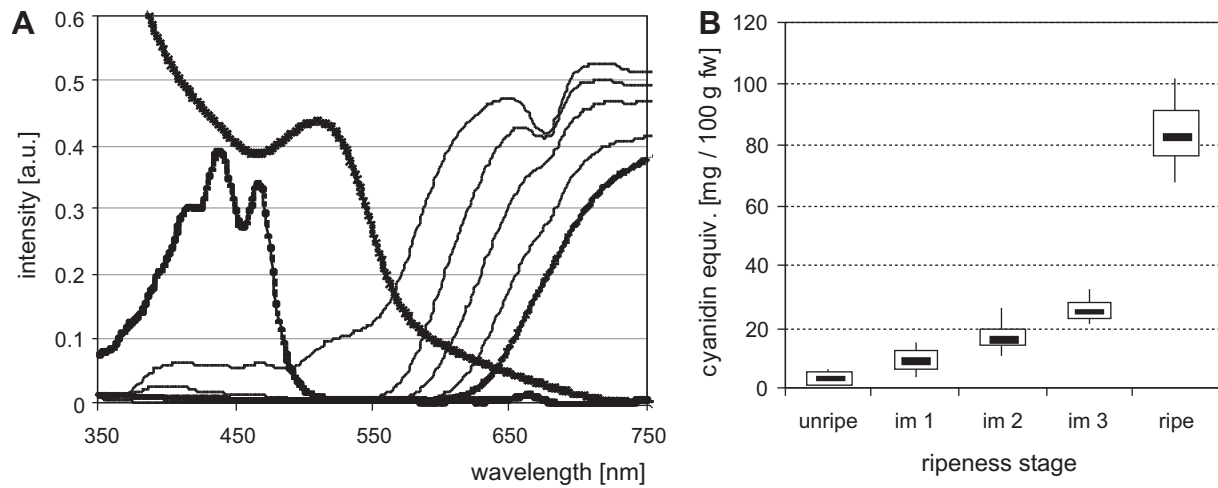 A
intensity [a.u.]
0.6
0.5
0.4
0.3
0.2
0.1
0
350
450
550
650
750
wavelength [nm]
B
cyanidin equiv. [mg / 100 g fw]
120
100
80
60
40
20
0
unripe
im 1
im 2
im 3
ripe
ripeness stage